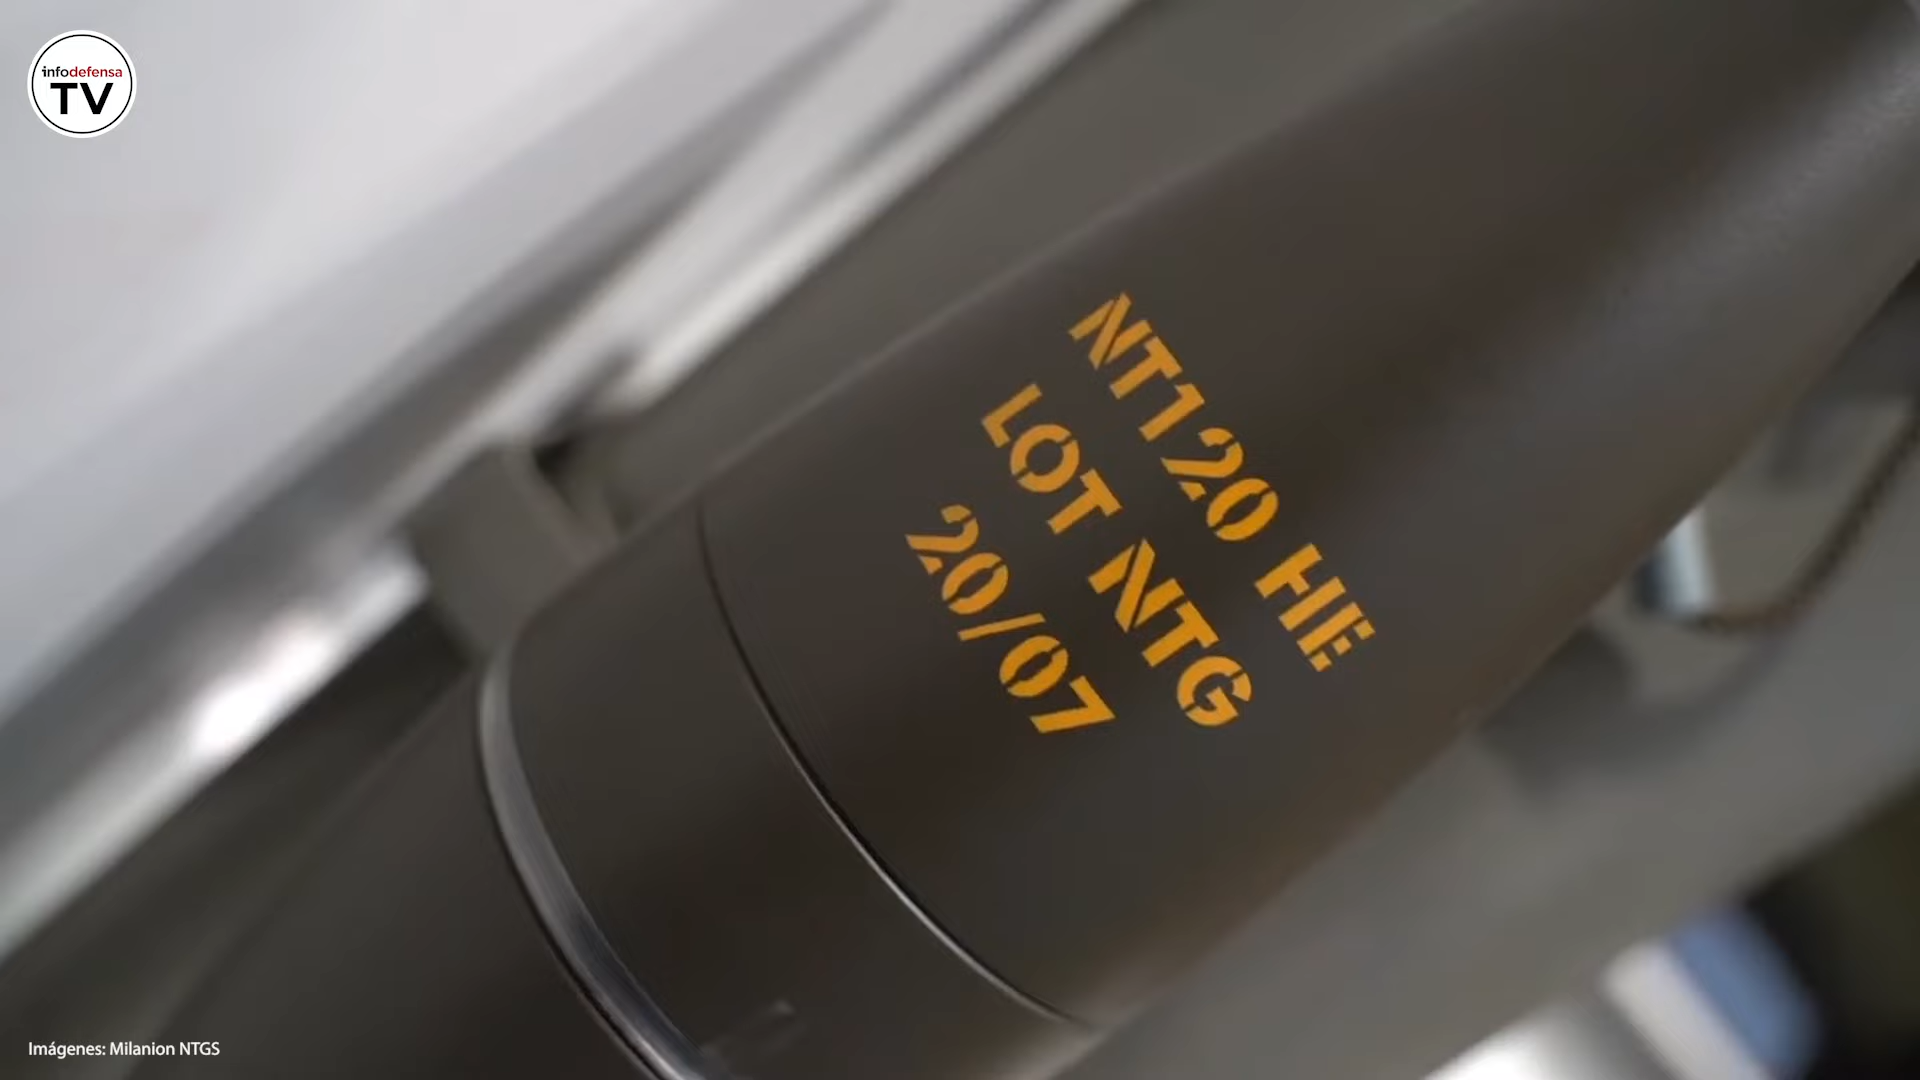 infodefensa
TV
NT120 HE
LOT NTG
20/07
Imágenes: Milanion NTGS